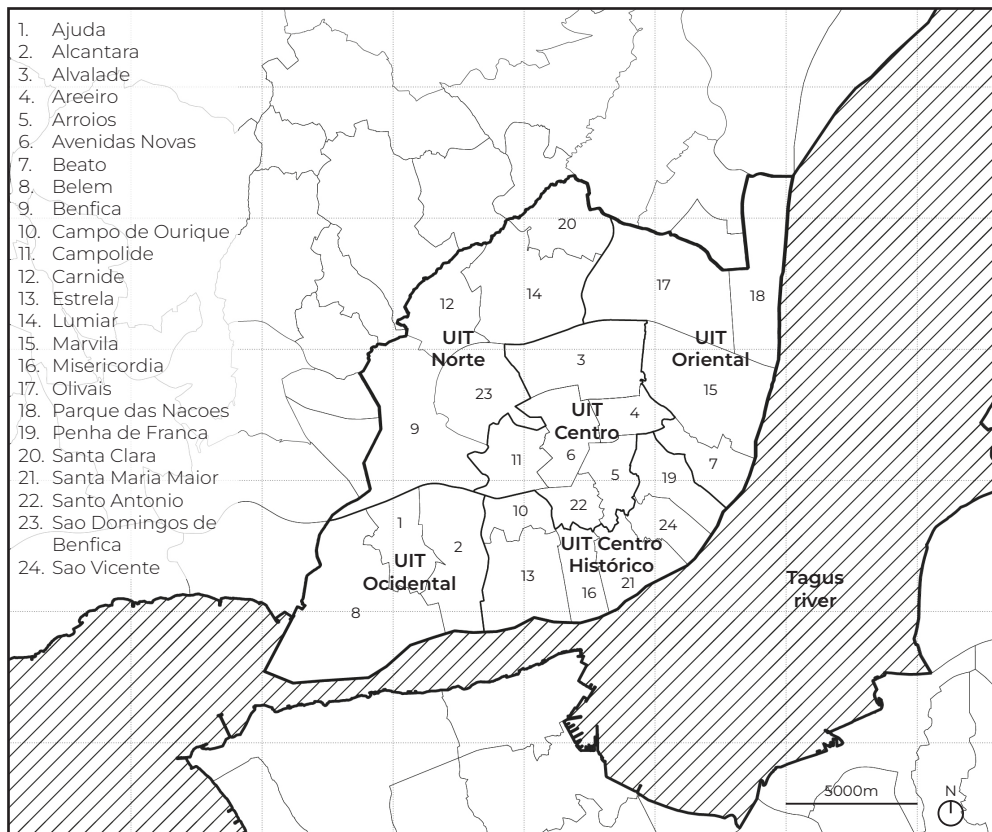 1. Ajuda
2. Alcantara
3. Alvalade
4. Areeiro
5. Arroios
6. Avenidas Novas
7. Beato
8. Belem
9. Benfica
10. Campo de Ourique
11. Campolide
12. Carnide
13. Estrela
14. Lumiar
15. Marvila
16. Misericordia
17. Olivais
18. Parque das Nacoes
19. Penha de Franca
20. Santa Clara
21. Santa Maria Maior
22. Santo Antonio
23. Sao Domingos de
Benfica
24. Sao Vicente
20
17
18
14
12
UIT
Norte
UIT
Oriental
3
15
23
4
UIT
Centro
9
11
6
5
19
7
22
10
24
1
2
UIT Centro
Histórico
UIT
Ocidental
13
16
21
8
Tagus
river
5000m
N